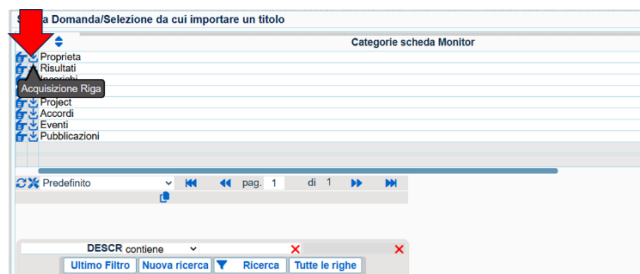 Domanda/Selezione da cui importare un titolo
Categorie scheda Monitor
Proprieta
Risultati
Acquisizione Riga
Project
Accordi
Eventi
Pubblicazioni
Predefinito pag. 1 di 1
DESCR contiene
Ultimo Filtro Nuova ricerca Ricerca Tutte le righe